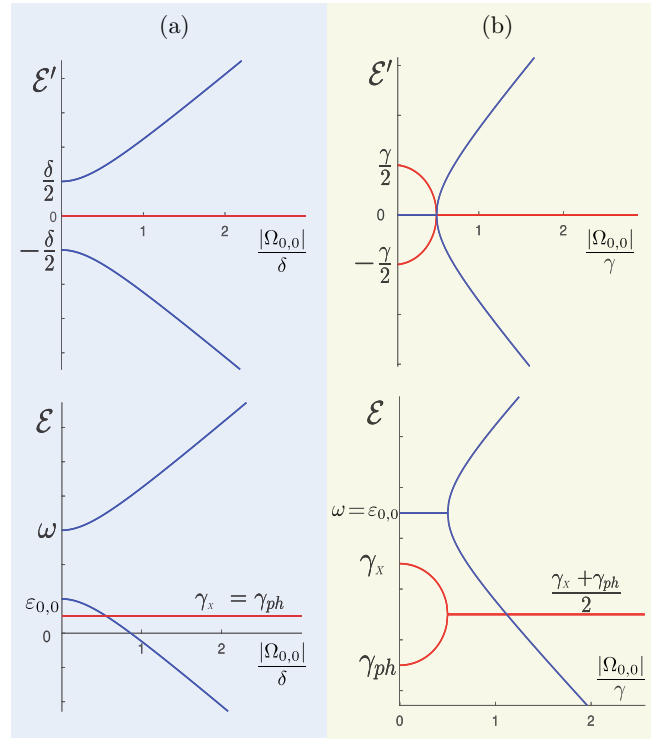 (a)
ℰ′
δ/2
0
−δ/2
1
2
|Ω₀,₀|/δ
ℰ
ω
ε₀,₀
0
γₓ = γₚₕ
1
2
|Ω₀,₀|/δ
(b)
ℰ′
γ/2
0
−γ/2
1
2
|Ω₀,₀|/γ
ℰ
ω=ε₀,₀
γₓ
γₚₕ
γₓ+γₚₕ/2
|Ω₀,₀|/γ
0
1
2